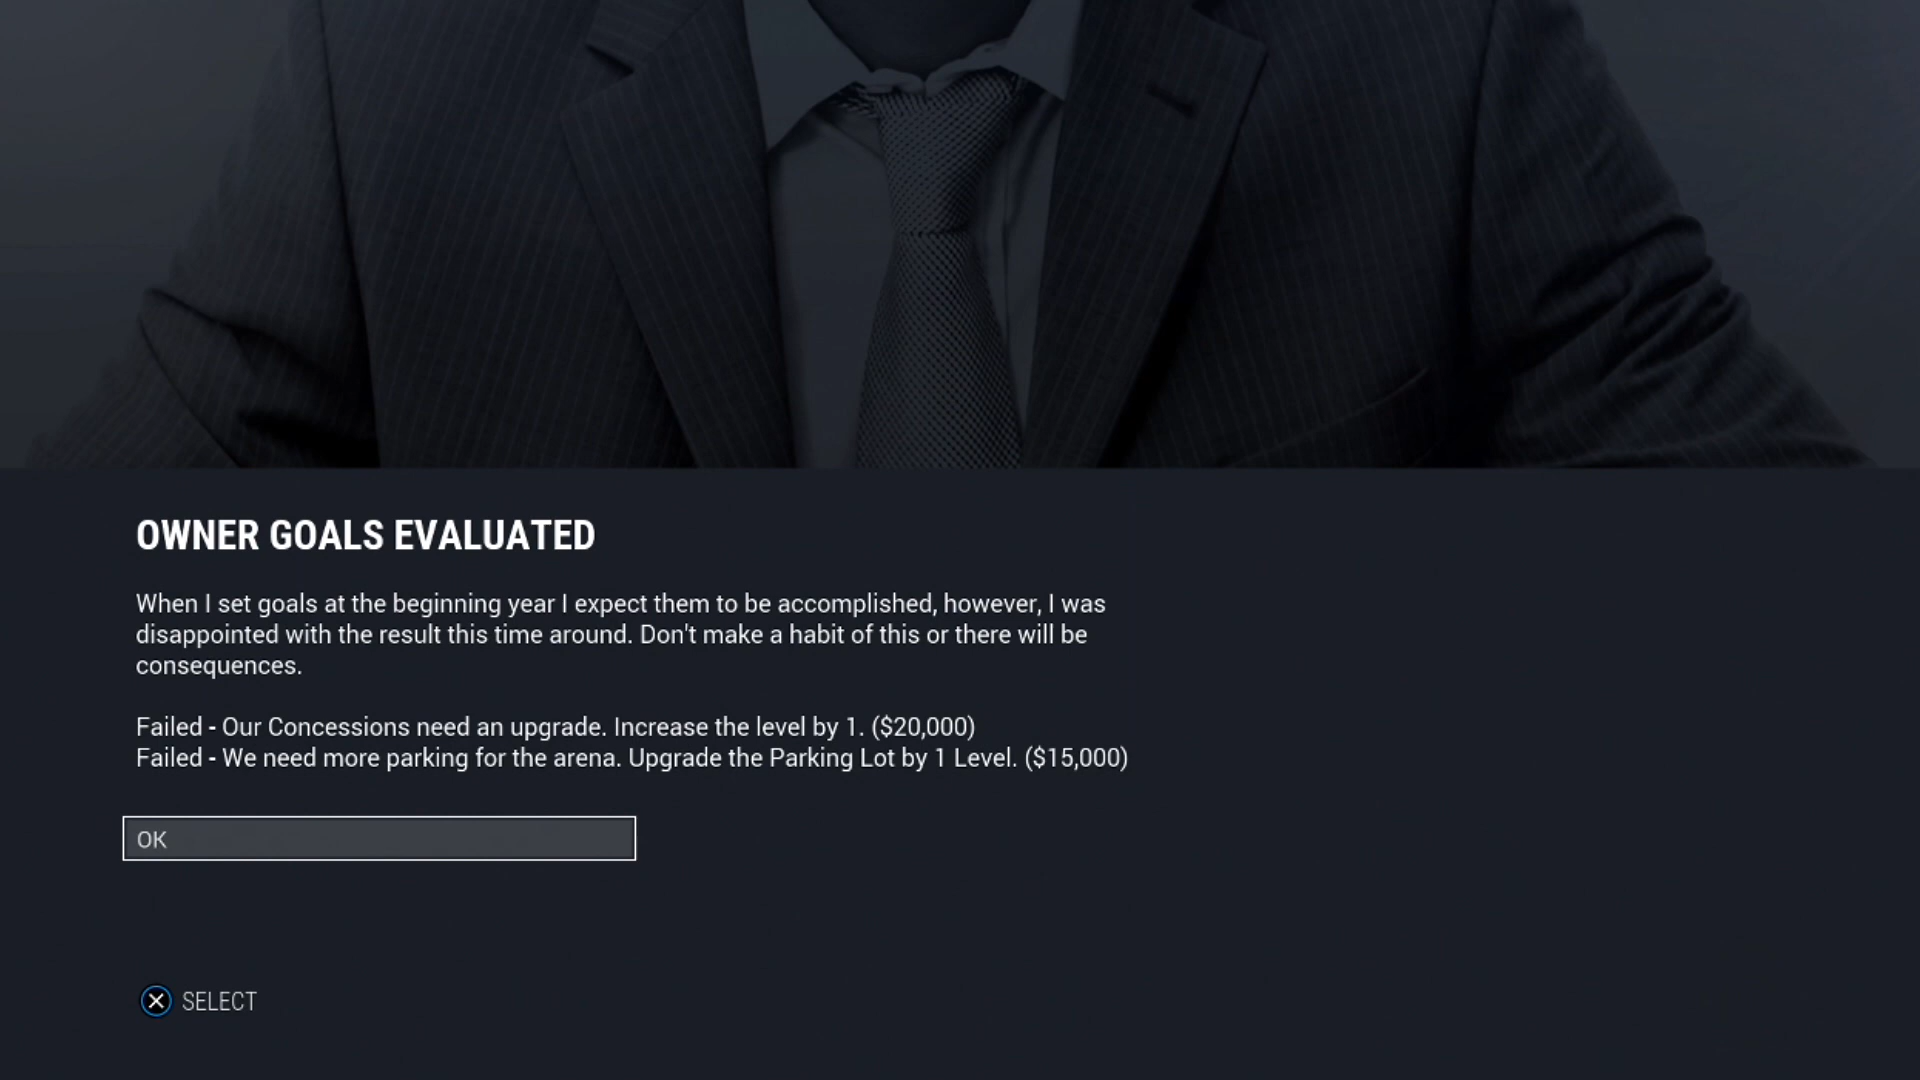 OWNER GOALS EVALUATED
When I set goals at the beginning year I expect them to be accomplished, however, I was
disappointed with the result this time around. Don't make a habit of this or there will be
consequences.
Failed - Our Concessions need an upgrade. Increase the level by 1. ($20,000)
Failed - We need more parking for the arena. Upgrade the Parking Lot by 1 Level. ($15,000)
OK
SELECT